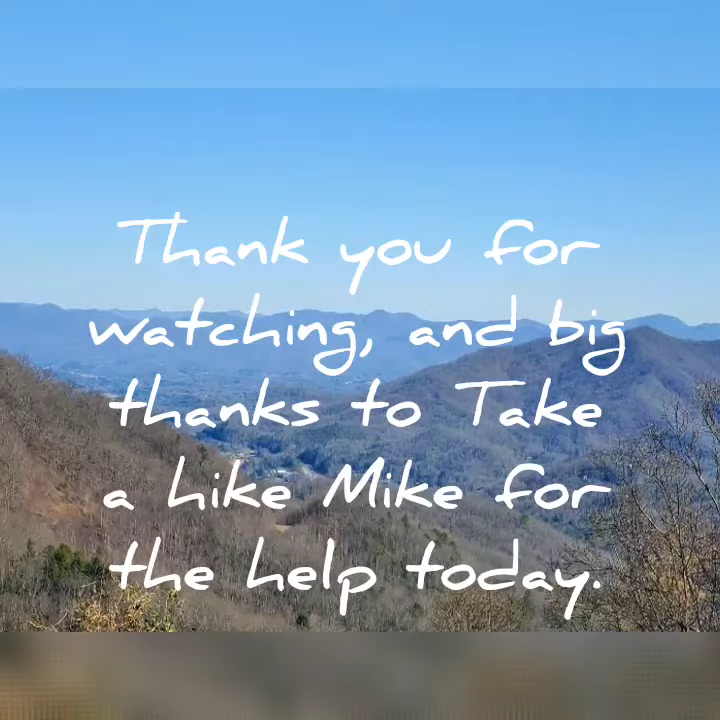 Thank you for
watching, and big
thanks to Take
a hike Mike for
the help today.